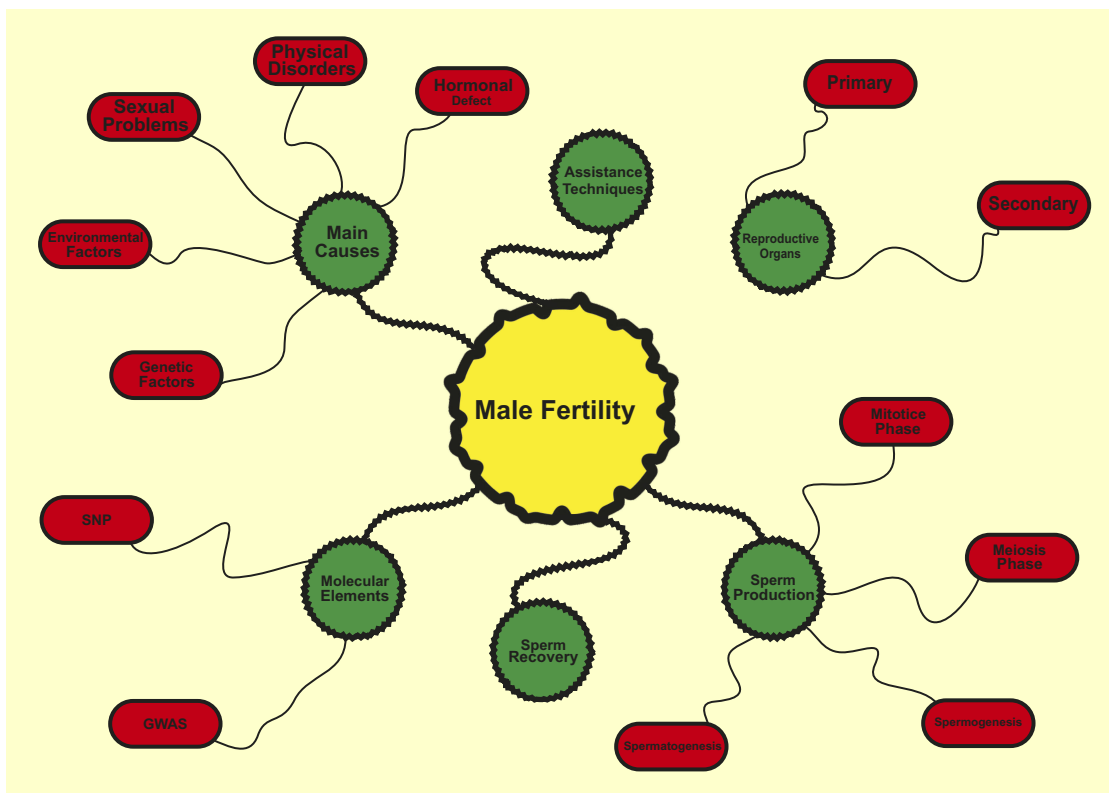 Physical
Disorders
Hormonal
Defect
Sexual
Problems
Primary
Assistance
Techniques
Secondary
Main
Causes
Environmental
Factors
Reproductive
Organs
Genetic
Factors
Male Fertility
Mitotice
Phase
SNP
Meiosis
Phase
Molecular
Elements
Sperm
Production
Sperm
Recovery
GWAS
Spermatogenesis
Spermogenesis